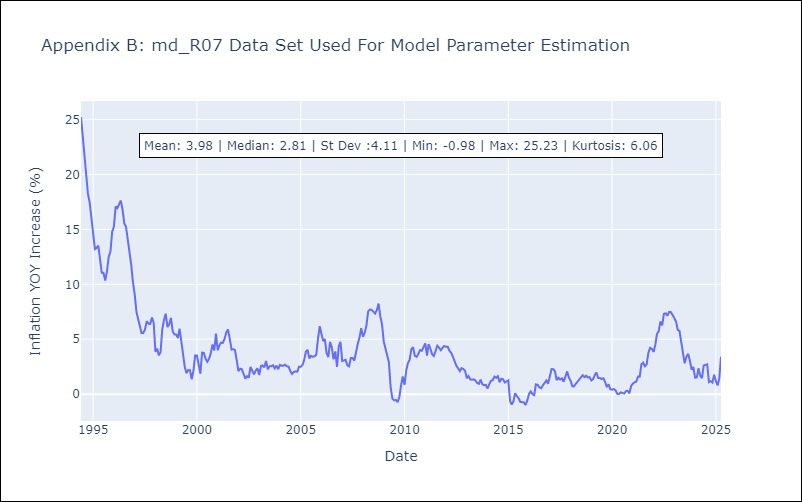 Appendix B: md_R07 Data Set Used For Model Parameter Estimation
Mean: 3.98 | Median: 2.81 | St Dev :4.11 | Min: -0.98 | Max: 25.23 | Kurtosis: 6.06
Inflation YOY Increase (%)
25
20
15
10
5
0
1995 2000 2005 2010 2015 2020 2025
Date